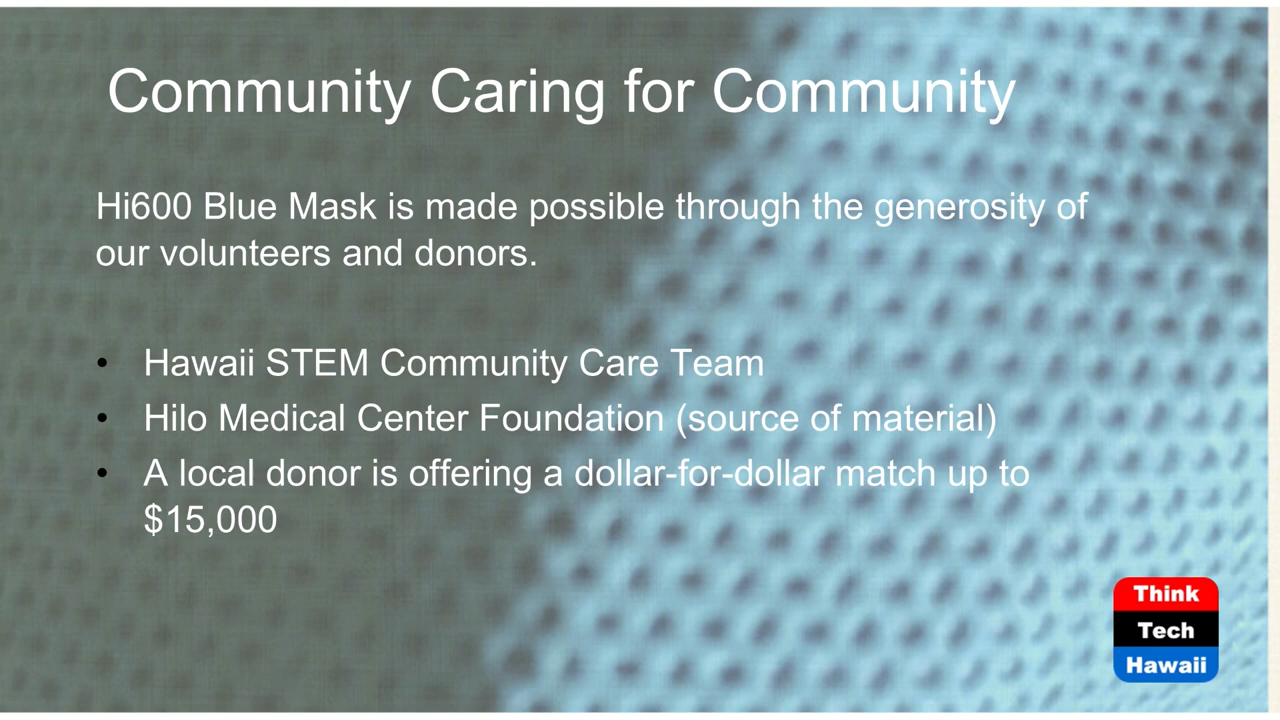 Community Caring for Community
Hi600 Blue Mask is made possible through the generosity of
our volunteers and donors.
• Hawaii STEM Community Care Team
• Hilo Medical Center Foundation (source of material)
• A local donor is offering a dollar-for-dollar match up to
$15,000
Think
Tech
Hawaii